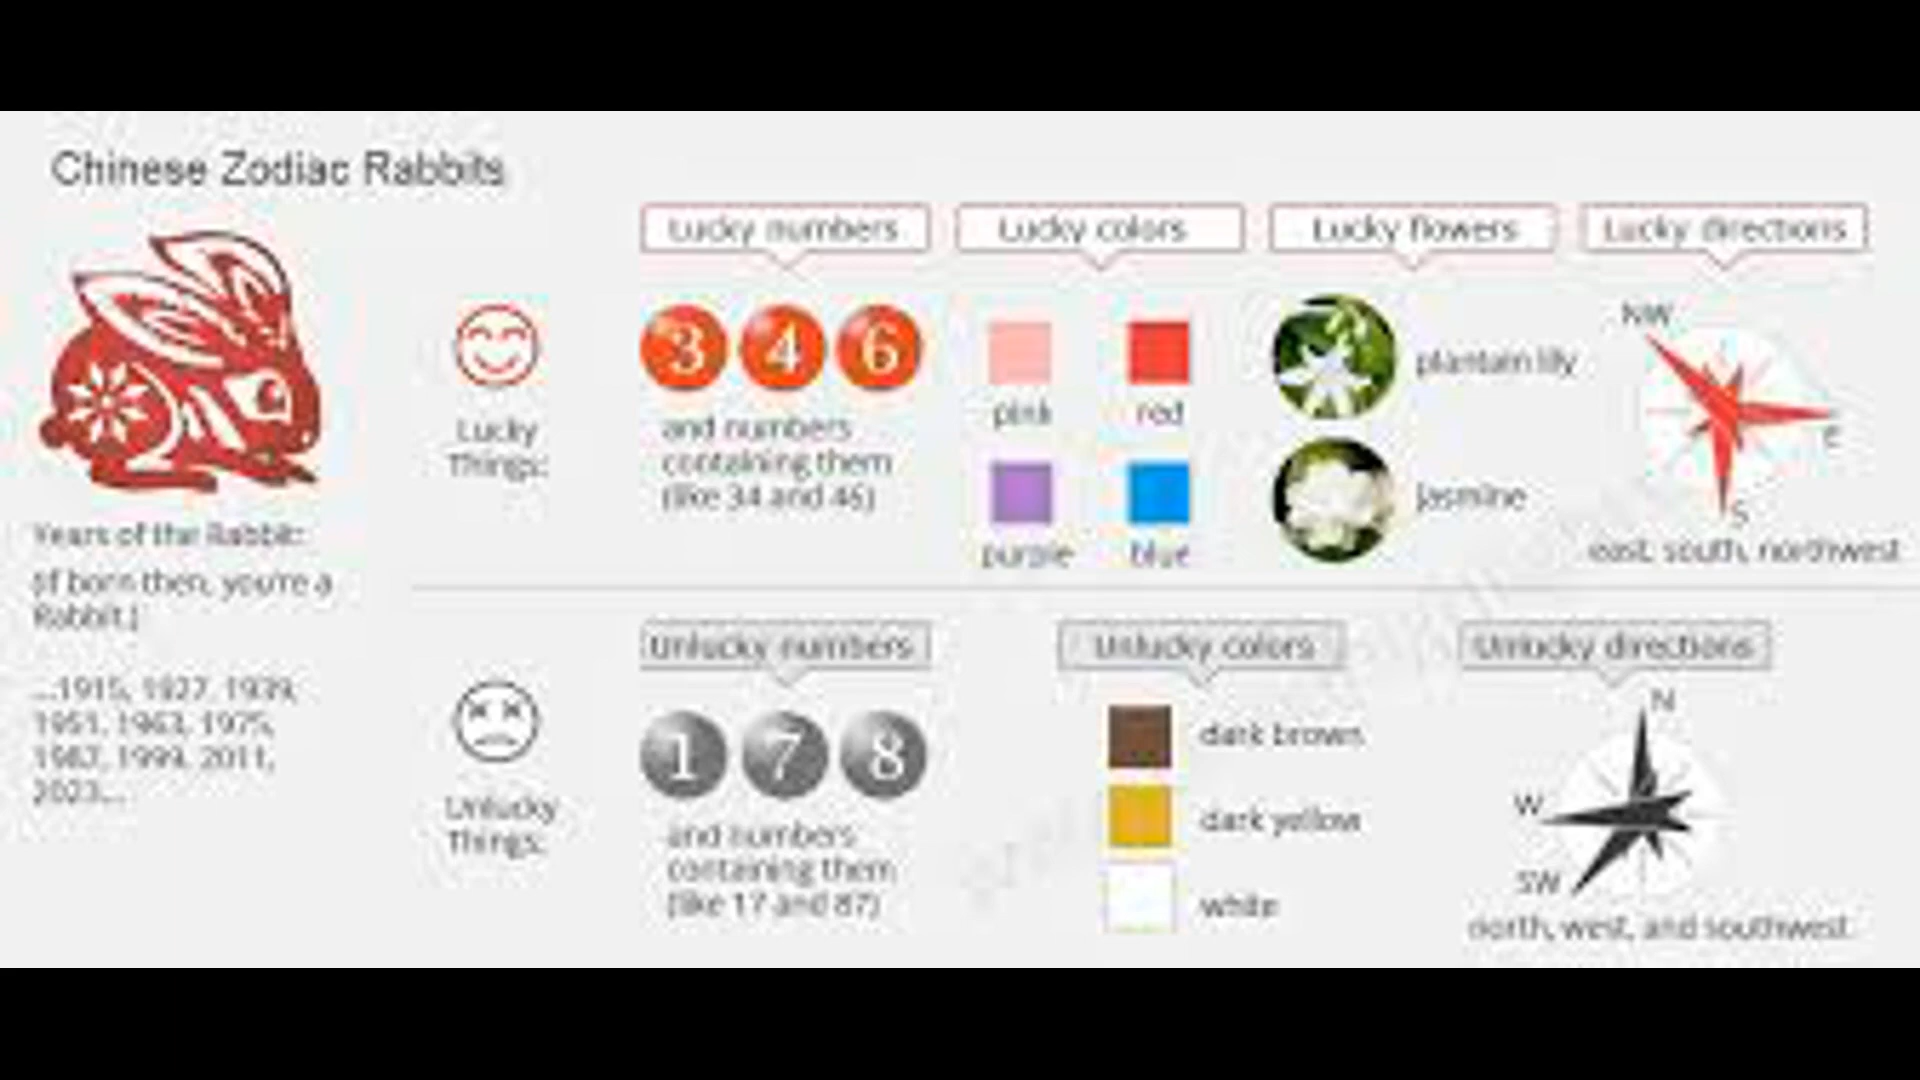 Chinese Zodiac Rabbits
Years of the Rabbit:
(if born then, you're a
Rabbit.)
...1915, 1927, 1939,
1951, 1963, 1975,
1987, 1999, 2011,
2023...
Lucky
Things:
Lucky numbers
3 4 6
and numbers
containing them
(like 34 and 46)
Lucky colors
pink
red
purple
blue
Lucky flowers
plantain lily
jasmine
Lucky directions
NW
E
S
east, south, northwest
Unlucky
Things:
Unlucky numbers
1 7 8
and numbers
containing them
(like 17 and 87)
Unlucky colors
dark brown
dark yellow
white
Unlucky directions
N
W
SW
north, west, and southwest